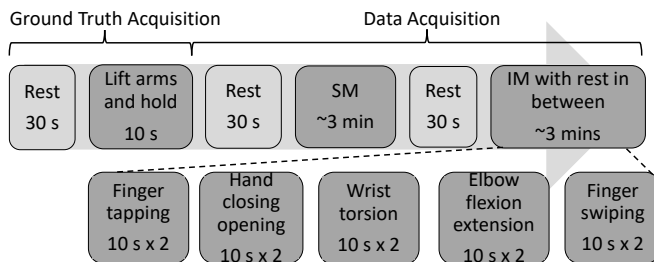 Ground Truth Acquisition
Data Acquisition
Rest
30 s
Lift arms
and hold
10 s
Rest
30 s
SM
~3 min
Rest
30 s
IM with rest in
between
~3 mins
Finger
tapping
10 s x 2
Hand
closing
opening
10 s x 2
Wrist
torsion
10 s x 2
Elbow
flexion
extension
10 s x 2
Finger
swiping
10 s x 2